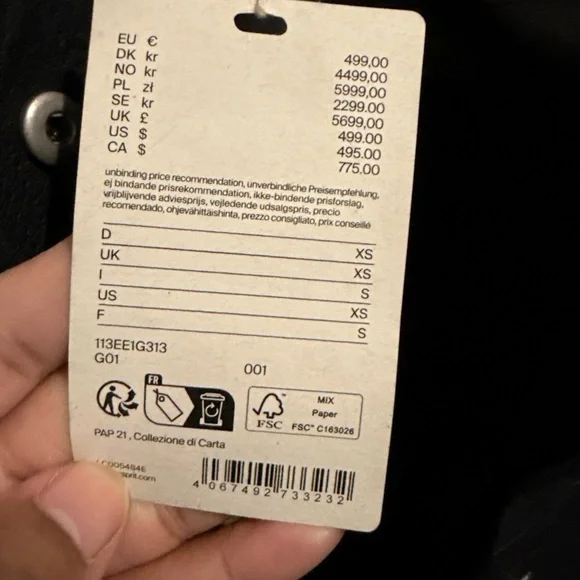 EU € 499,00
DK kr 4499,00
NO kr 5999,00
PL zł 2299.00
SE kr 5699,00
UK £ 499.00
US $ 495.00
CA $ 775.00
unbinding price recommendation, unverbindliche Preisempfehlung,
ej bindande prisrekommendation, ikke-bindende prisforslag,
vrijblijvende adviesprijs, vejledende udsalgspris, precio
recomendado, ohjevähittäishinta, prezzo consigliato, prix conseillé
D XS
UK XS
I S
US XS
F S
113EE1G313
G01 001
FR
MIX
Paper
FSC
FSC™ C163026
PAP 21 , Collezione di Carta
sprit.com
4 067492 733232